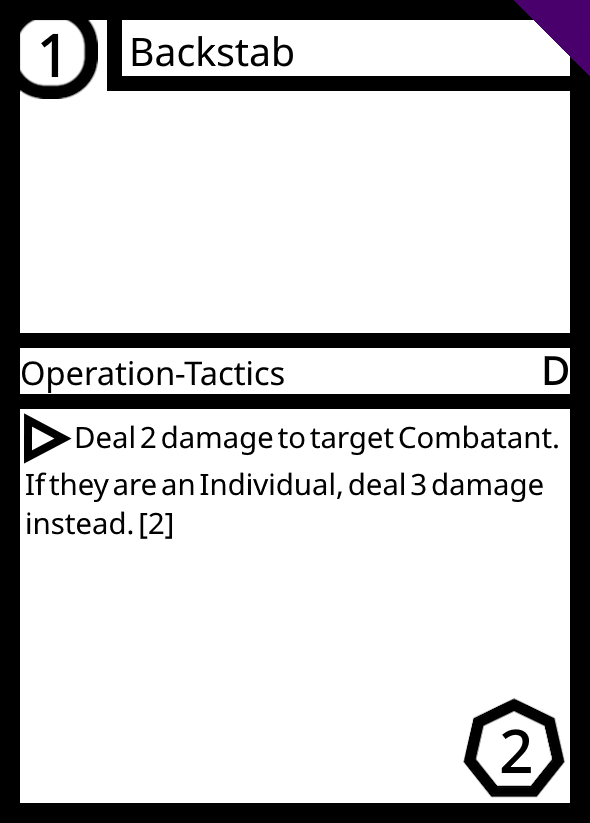 1
Backstab
Operation-Tactics D
Deal 2 damage to target Combatant.
If they are an Individual, deal 3 damage
instead. [2]
2